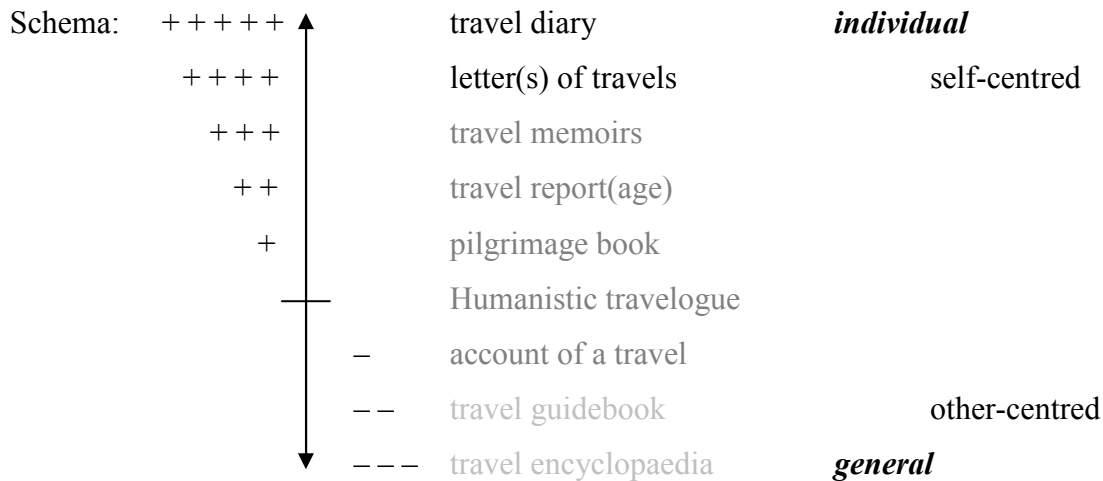 Schema: + + + + + travel diary individual
+ + + + letter(s) of travels self-centred
+ + + travel memoirs
+ + travel report(age)
+ pilgrimage book
Humanistic travelogue
– account of a travel
– – travel guidebook other-centred
– – – travel encyclopaedia general